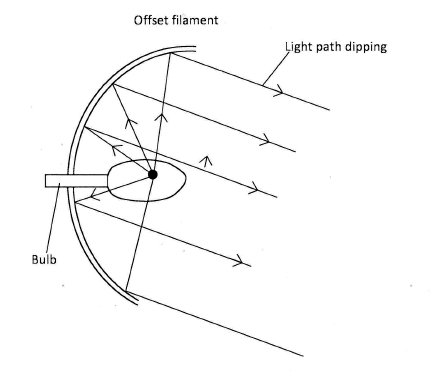 Offset filament
Light path dipping
Bulb